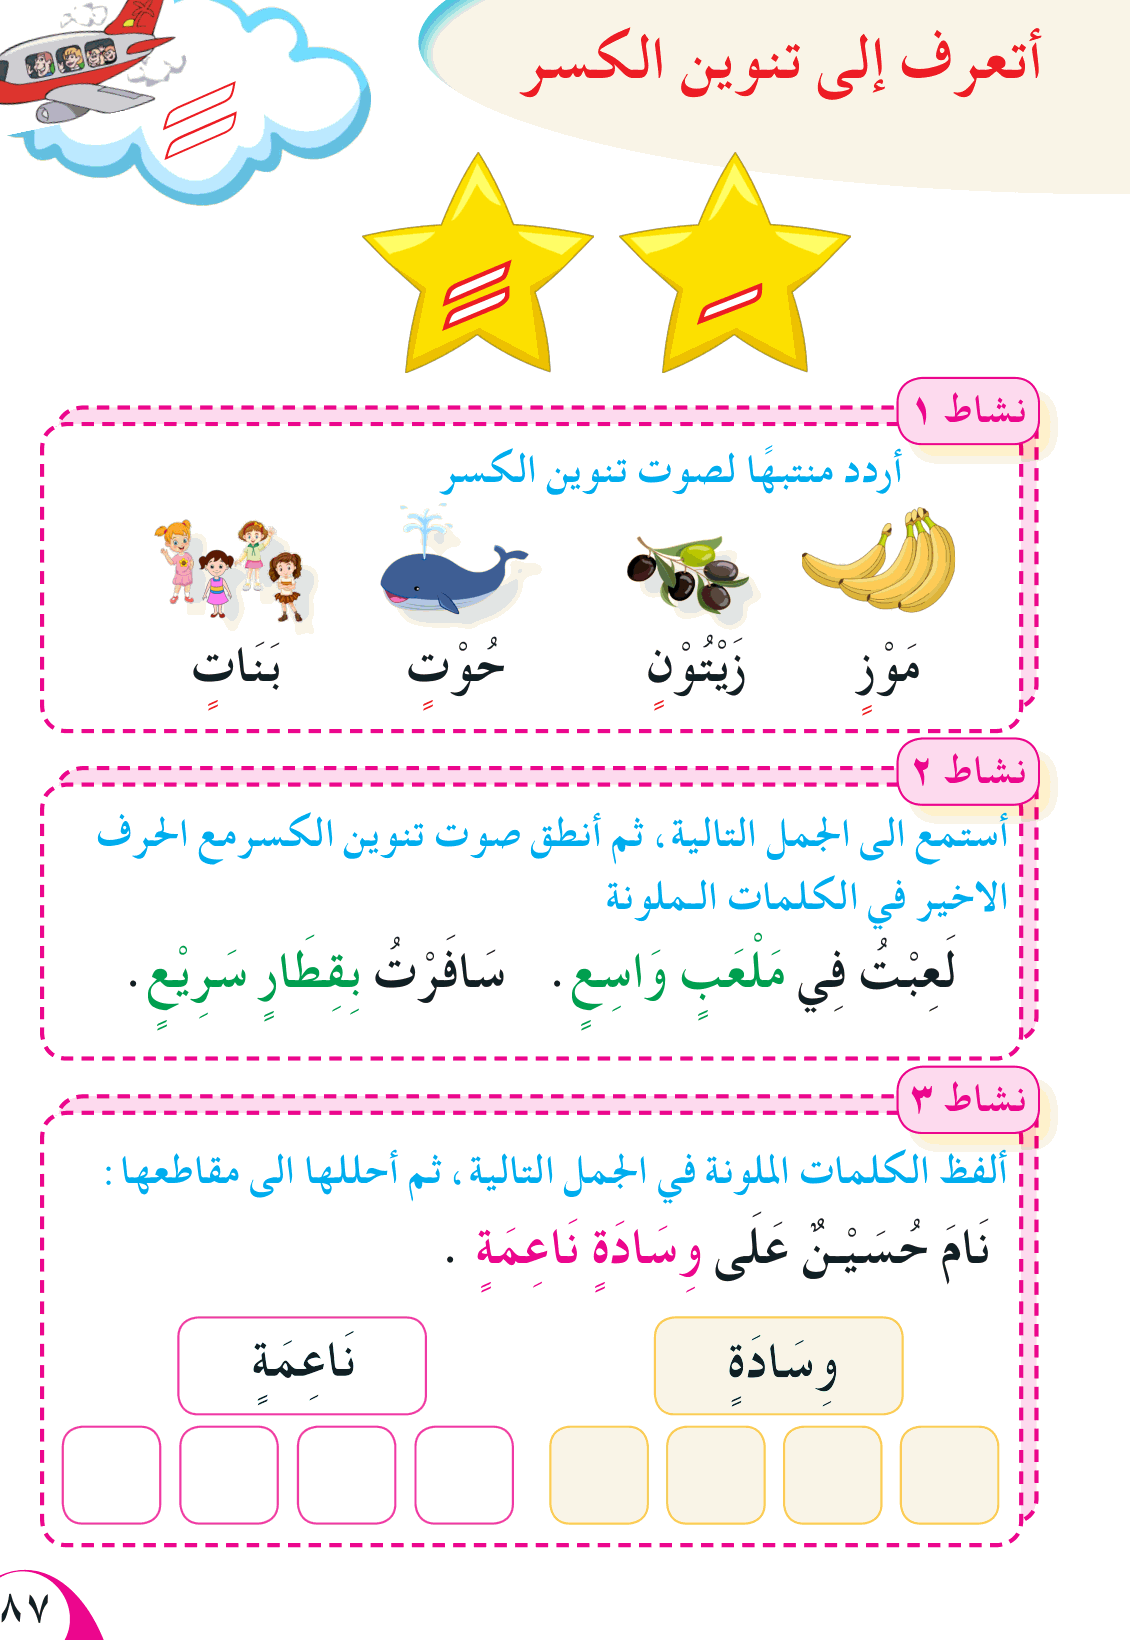 أتعرف إلى تنوين الكسر
نشاط ١
أردد منتبهًا لصوت تنوين الكسر
مَوْزٍ زَيْتُوْنٍ حُوْتٍ بَنَاتٍ
نشاط ٢
أستمع الى الجمل التالية، ثم أنطق صوت تنوين الكسرمع الحرف
الاخير في الكلمات الـملونة
لَعِبْتُ فِي مَلْعَبٍ وَاسِعٍ . سَافَرْتُ بِقِطَارٍ سَرِيْعٍ .
نشاط ٣
ألفظ الكلمات الملونة في الجمل التالية، ثم أحللها الى مقاطعها :
نَامَ حُسَيْـنٌ عَلَى وِسَادَةٍ نَاعِمَةٍ .
وِسَادَةٍ نَاعِمَةٍ
٨٧